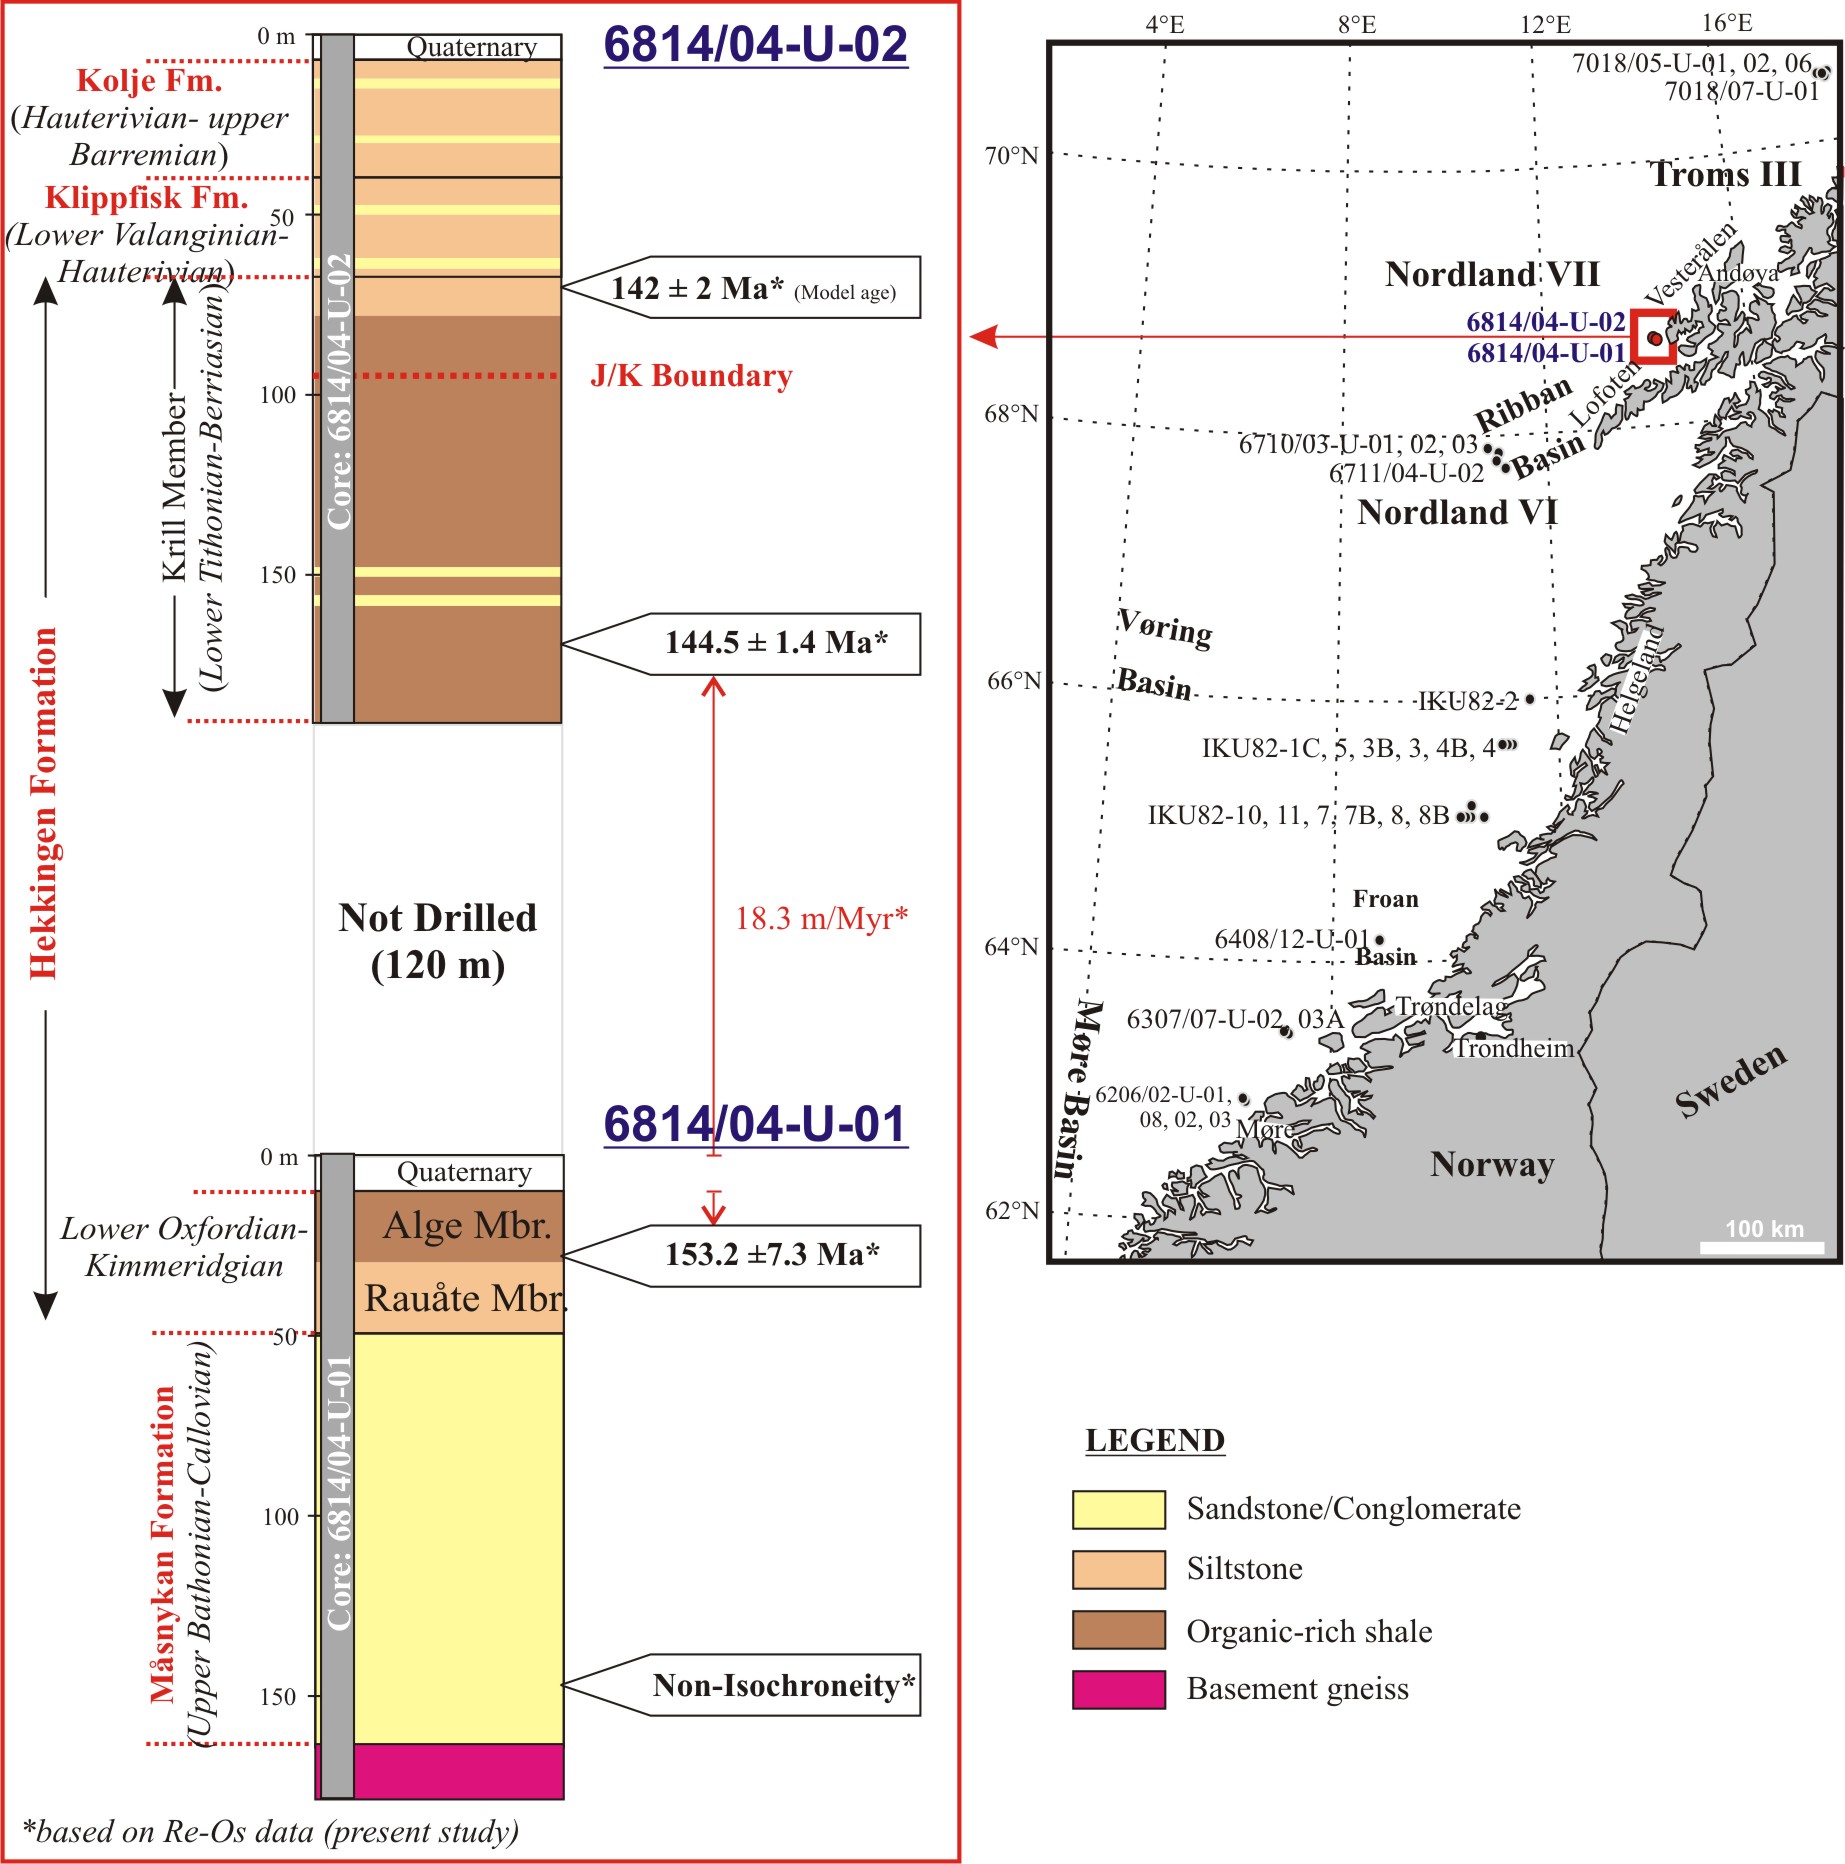 6814/04-U-02
0 m
Quaternary
Kolje Fm.
(Hauterivian- upper
Barremian)
Klippfisk Fm.
50
(Lower Valanginian-
Hauterivian)
142 ± 2 Ma* (Model age)
J/K Boundary
100
Core: 6814/04-U-02
Krill Member
(Lower Tithonian-Berriasian)
150
144.5 ± 1.4 Ma*
Hekkingen Formation
Not Drilled
(120 m)
18.3 m/Myr*
6814/04-U-01
0 m
Quaternary
Lower Oxfordian-
Kimmeridgian
Alge Mbr.
153.2 ±7.3 Ma*
Rauåte Mbr.
50
Måsnykan Formation
(Upper Bathonian-Callovian)
Core: 6814/04-U-01
100
150
Non-Isochroneity*
*based on Re-Os data (present study)
4°E
8°E
12°E
16°E
7018/05-U-01, 02, 06
7018/07-U-01
70°N
Troms III
Nordland VII
Vesterålen
Andøya
6814/04-U-02
6814/04-U-01
Lofoten
68°N
Ribban
Basin
6710/03-U-01, 02, 03
6711/04-U-02
Nordland VI
Vøring
Basin
66°N
IKU82-2
Helgeland
IKU82-1C, 5, 3B, 3, 4B, 4
IKU82-10, 11, 7, 7B, 8, 8B
Froan
Basin
6408/12-U-01
64°N
Trøndelag
6307/07-U-02, 03A
Trondheim
Møre Basin
6206/02-U-01,
08, 02, 03
Møre
Sweden
Norway
62°N
100 km
LEGEND
Sandstone/Conglomerate
Siltstone
Organic-rich shale
Basement gneiss